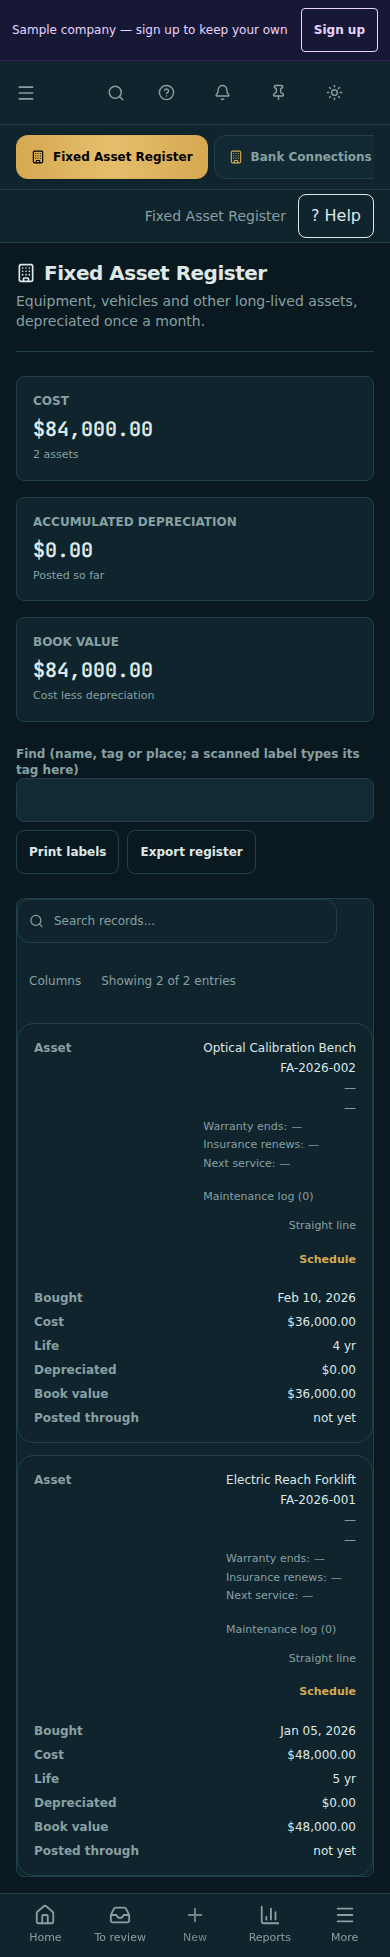 Sample company — sign up to keep your own
Sign up
Fixed Asset Register
Bank Connections
Fixed Asset Register
? Help
Fixed Asset Register
Equipment, vehicles and other long-lived assets,
depreciated once a month.
COST
$84,000.00
2 assets
ACCUMULATED DEPRECIATION
$0.00
Posted so far
BOOK VALUE
$84,000.00
Cost less depreciation
Find (name, tag or place; a scanned label types its
tag here)
Print labels
Export register
Search records...
Columns Showing 2 of 2 entries
Asset Optical Calibration Bench
FA-2026-002
—
—
Warranty ends: —
Insurance renews: —
Next service: —
Maintenance log (0)
Straight line
Schedule
Bought Feb 10, 2026
Cost $36,000.00
Life 4 yr
Depreciated $0.00
Book value $36,000.00
Posted through not yet
Asset Electric Reach Forklift
FA-2026-001
—
—
Warranty ends: —
Insurance renews: —
Next service: —
Maintenance log (0)
Straight line
Schedule
Bought Jan 05, 2026
Cost $48,000.00
Life 5 yr
Depreciated $0.00
Book value $48,000.00
Posted through not yet
Home To review New Reports More